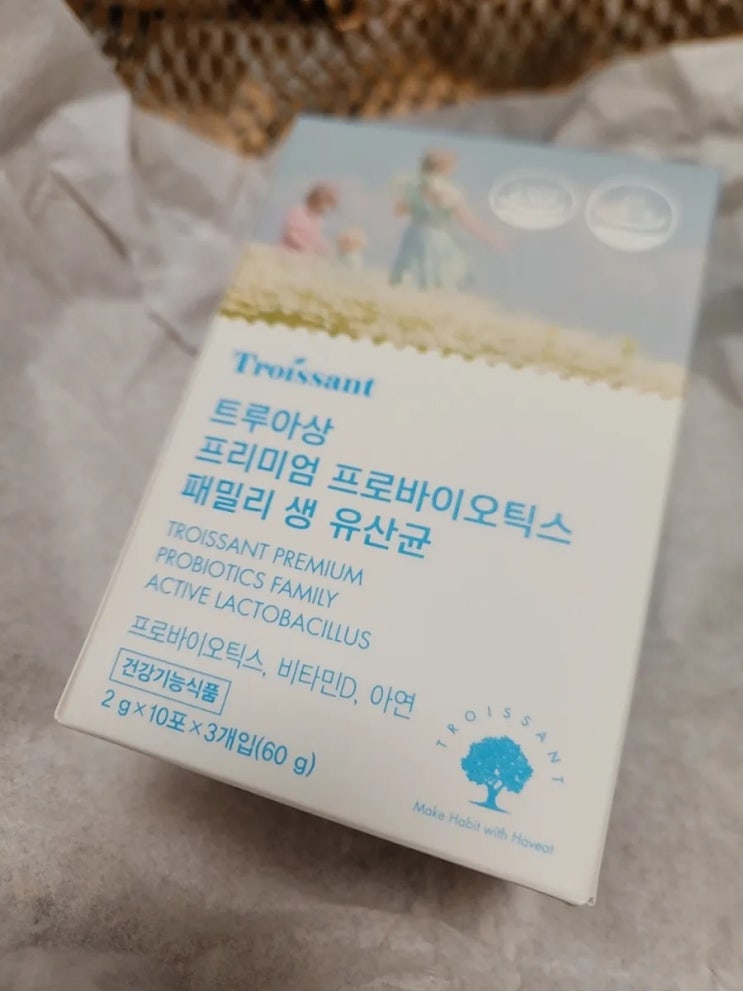 Troissant
트루아상
프리미엄 프로바이오틱스
패밀리 생 유산균
TROISSANT PREMIUM
PROBIOTICS FAMILY
ACTIVE LACTOBACILLUS
프로바이오틱스, 비타민D, 아연
건강기능식품
2 g×10포×3개입(60 g)
TROISSANT
Make Habit with Haveat